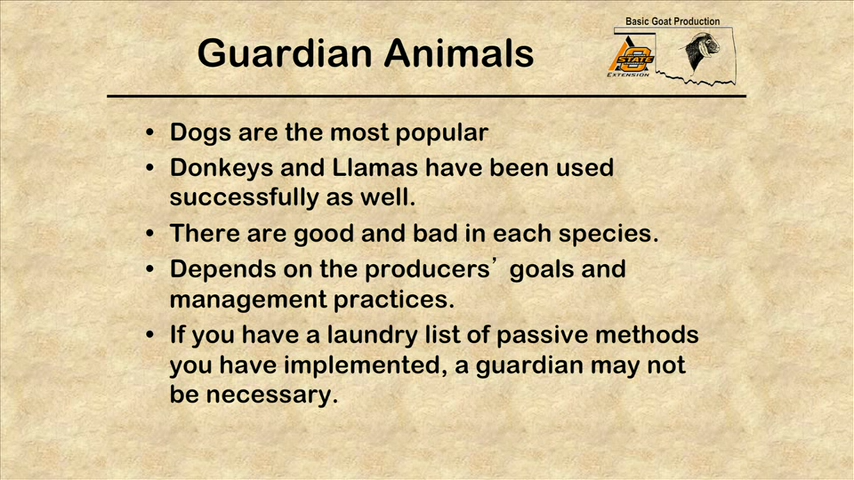 Basic Goat Production
Guardian Animals
STATE
EXTENSION
• Dogs are the most popular
• Donkeys and Llamas have been used
successfully as well.
• There are good and bad in each species.
• Depends on the producers’ goals and
management practices.
• If you have a laundry list of passive methods
you have implemented, a guardian may not
be necessary.